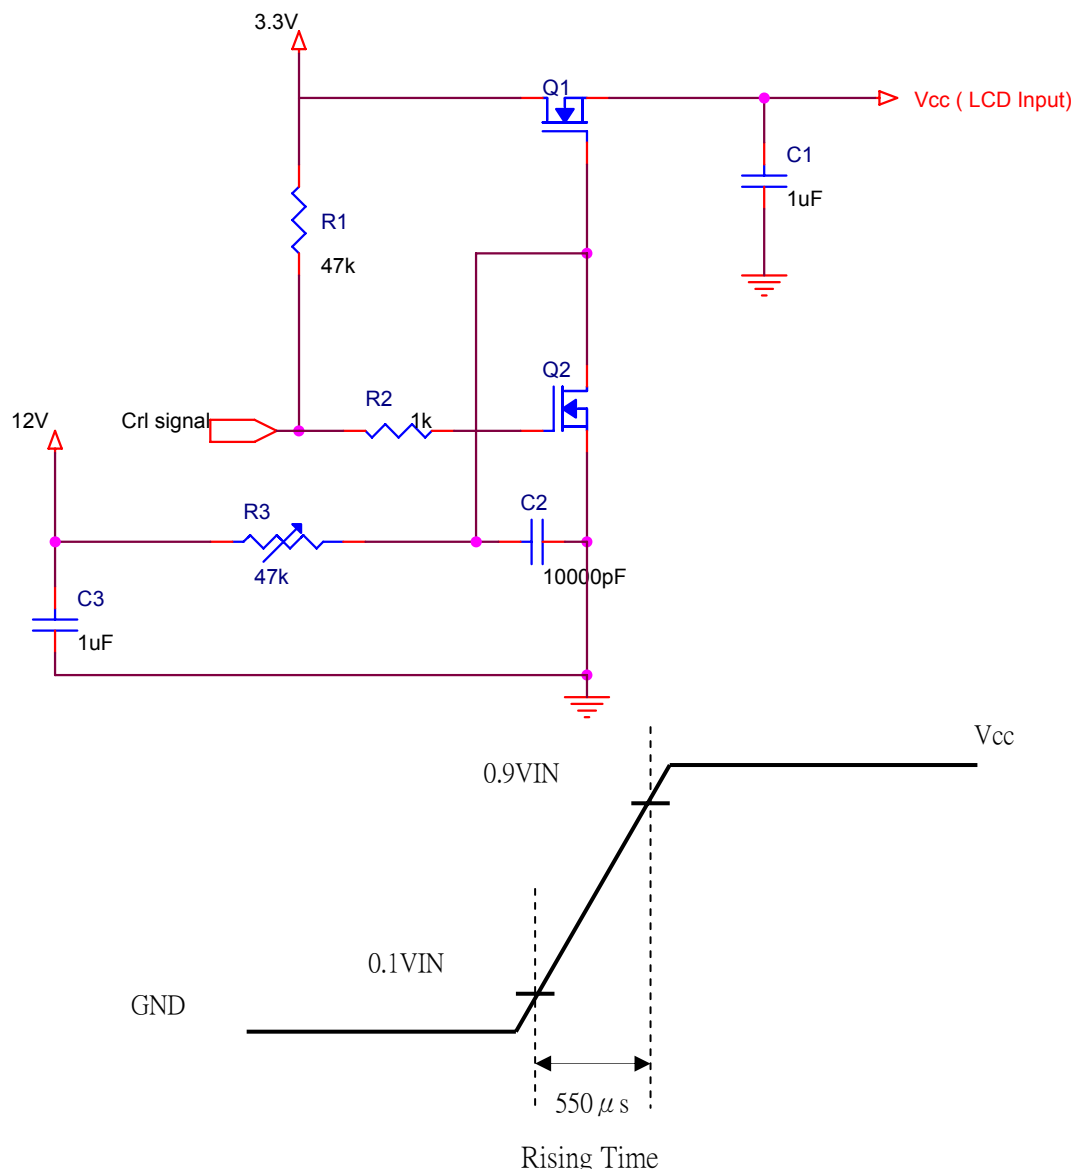 3.3V
Q1
Vcc ( LCD Input)
C1
1uF
R1
47k
Q2
R2
1k
12V
Crl signal
R3
47k
C2
10000pF
C3
1uF
Vcc
0.9VIN
0.1VIN
GND
550 μ s
Rising Time